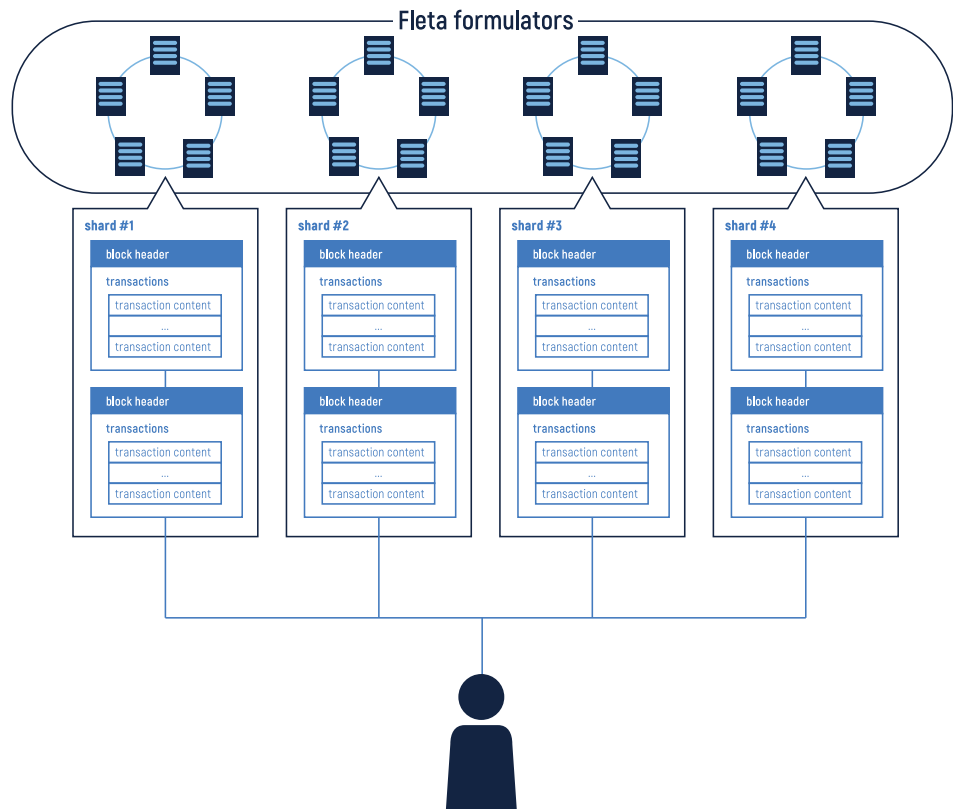 Fleta formulators
shard #1
block header
transactions
transaction content
...
transaction content
block header
transactions
transaction content
...
transaction content
shard #2
block header
transactions
transaction content
...
transaction content
block header
transactions
transaction content
...
transaction content
shard #3
block header
transactions
transaction content
...
transaction content
block header
transactions
transaction content
...
transaction content
shard #4
block header
transactions
transaction content
...
transaction content
block header
transactions
transaction content
...
transaction content